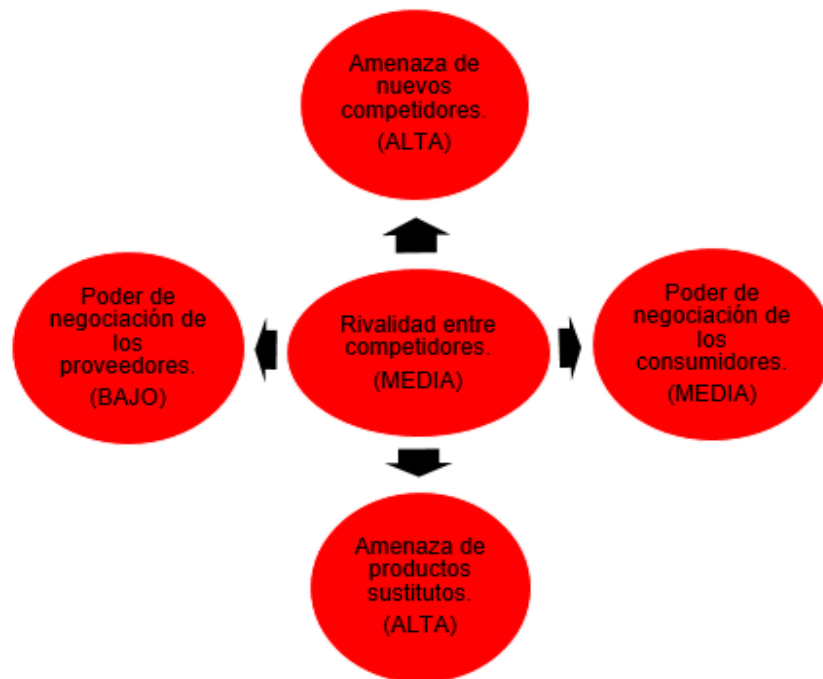 Amenaza de
nuevos
competidores.
(ALTA)
Poder de
negociación de
los
proveedores.
(BAJO)
Rivalidad entre
competidores.
(MEDIA)
Poder de
negociación de
los
consumidores.
(MEDIA)
Amenaza de
productos
sustitutos.
(ALTA)